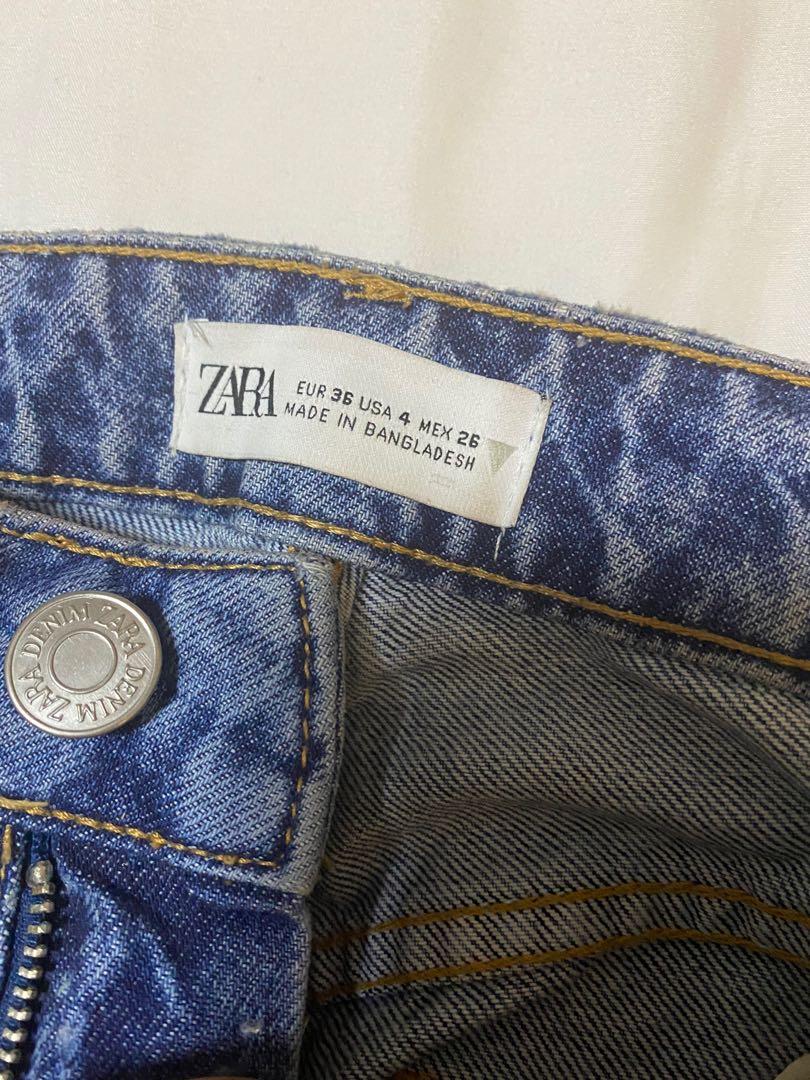 ZARA
EUR 36 USA 4 MEX 26
MADE IN BANGLADESH
ZARA DENIM ZARA DENIM